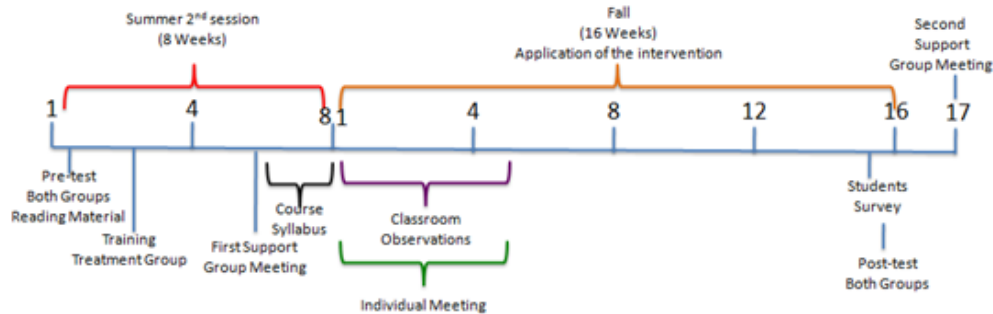 Summer 2nd session
(8 Weeks)
Fall
(16 Weeks)
Application of the intervention
Second
Support
Group Meeting
1
4
8
1
4
8
12
16
17
Pre-test
Both Groups
Reading Material
Training
Treatment Group
First Support
Group Meeting
Course
Syllabus
Classroom
Observations
Individual Meeting
Students
Survey
Post-test
Both Groups